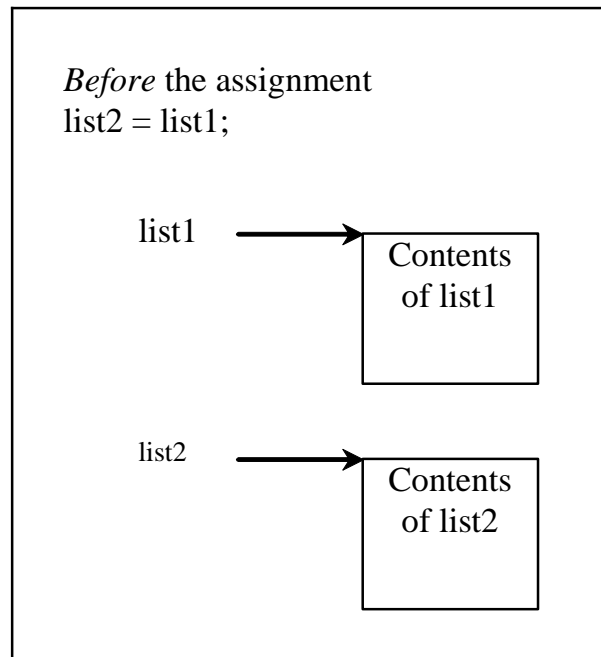 Before the assignment
list2 = list1;
list1
Contents
of list1
list2
Contents
of list2